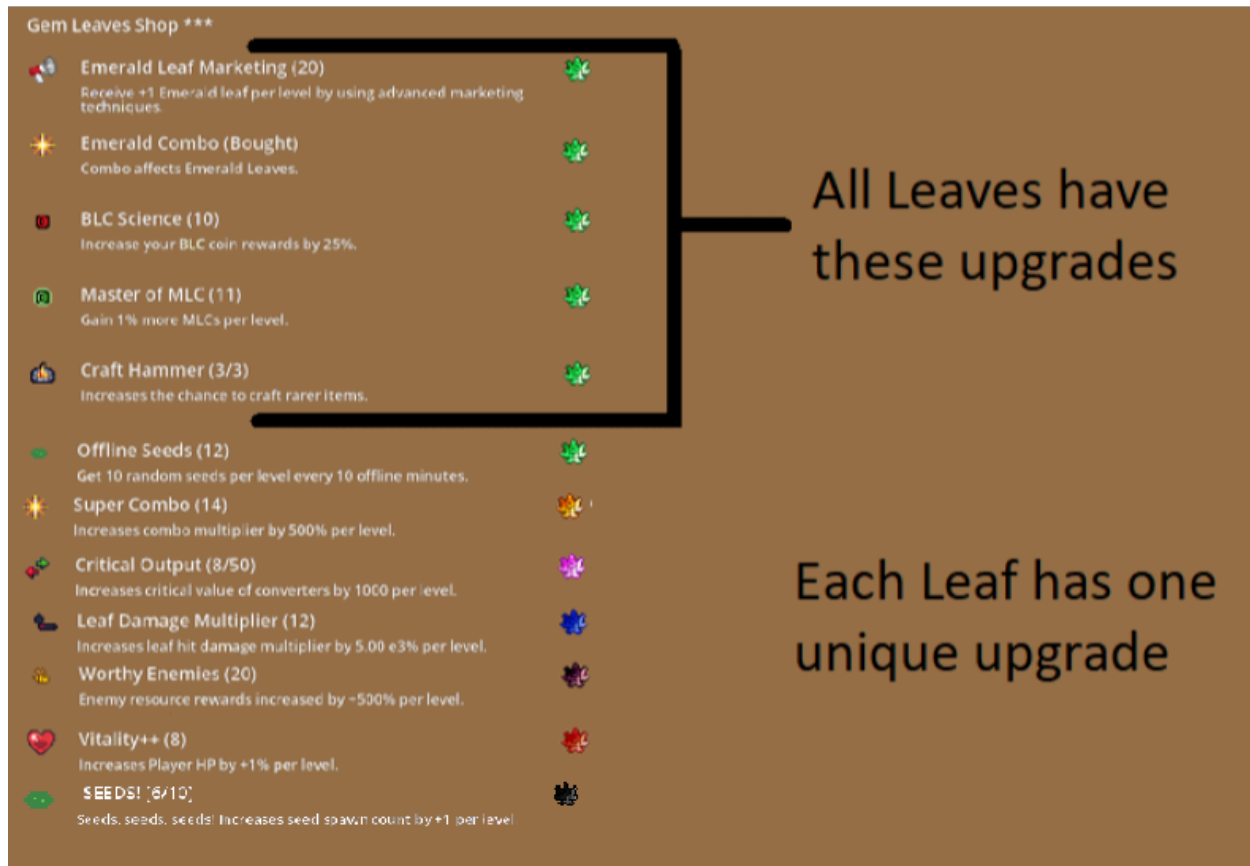 Gem Leaves Shop ***
Emerald Leaf Marketing (20)
Receive +1 Emerald leaf per level by using advanced marketing
techniques.
Emerald Combo (Bought)
Combo affects Emerald Leaves.
BLC Science (10)
Increase your BLC coin rewards by 25%.
Master of MLC (11)
Gain 1% more MLCs per level.
Craft Hammer (3/3)
Increases the chance to craft rarer items.
All Leaves have
these upgrades
Offline Seeds (12)
Get 10 random seeds per level every 10 offline minutes.
Super Combo (14)
Increases combo multiplier by 500% per level.
Critical Output (8/50)
Increases critical value of converters by 1000 per level.
Leaf Damage Multiplier (12)
Increases leaf hit damage multiplier by 5.00 e3% per level.
Worthy Enemies (20)
Enemy resource rewards increased by +500% per level.
Vitality++ (8)
Increases Player HP by +1% per level.
SEEDS! [6/10]
Seeds, seeds, seeds! Increases seed spawn count by +1 per level
Each Leaf has one
unique upgrade